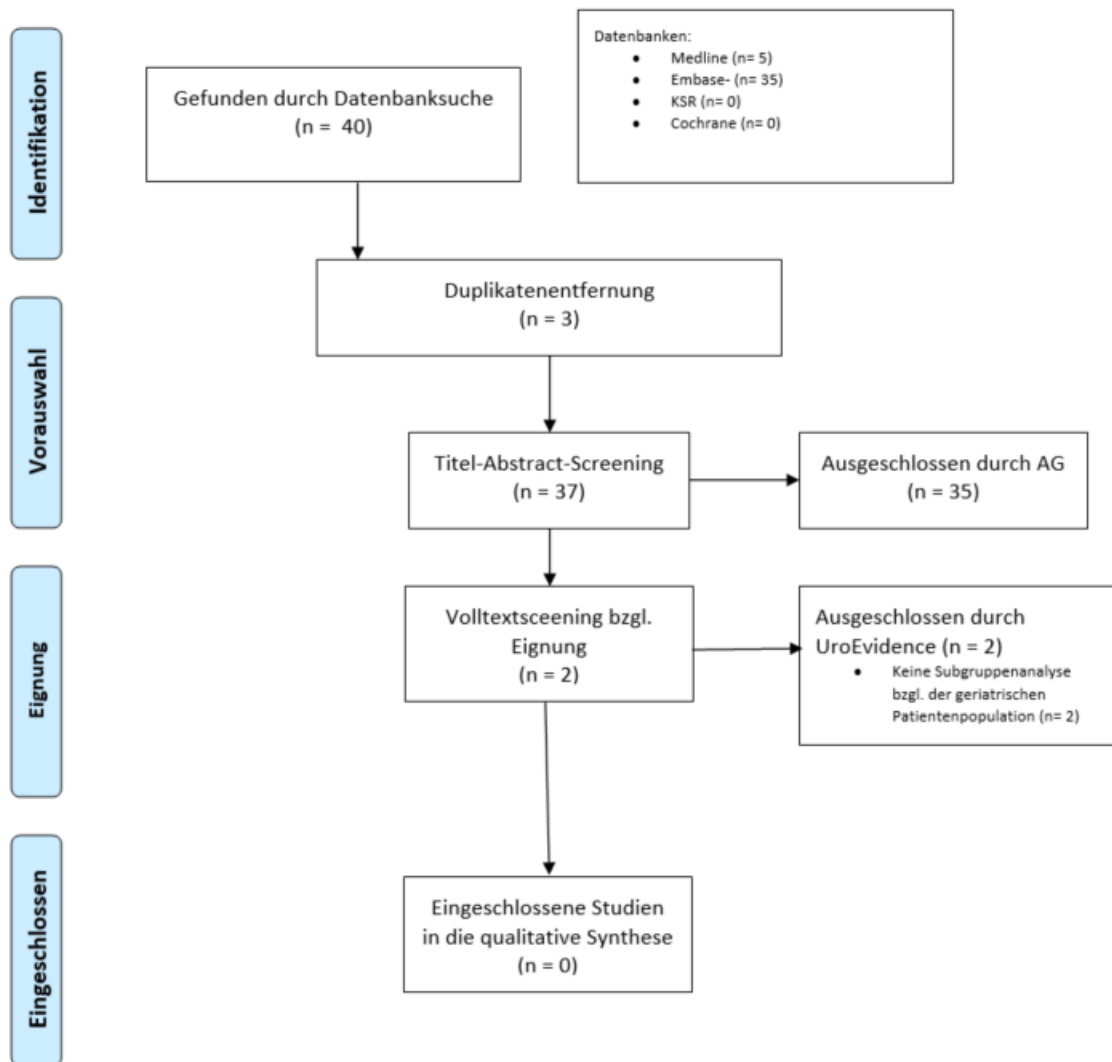 Identifikation
Gefunden durch Datenbanksuche
(n = 40)
Datenbanken:
• Medline (n= 5)
• Embase- (n= 35)
• KSR (n= 0)
• Cochrane (n= 0)
Vorauswahl
Duplikatenentfernung
(n = 3)
Titel-Abstract-Screening
(n = 37)
Ausgeschlossen durch AG
(n = 35)
Eignung
Volltextsceening bzgl.
Eignung
(n = 2)
Ausgeschlossen durch
UroEvidence (n = 2)
• Keine Subgruppenanalyse
bzgl. der geriatrischen
Patientenpopulation (n= 2)
Eingeschlossen
Eingeschlossene Studien
in die qualitative Synthese
(n = 0)